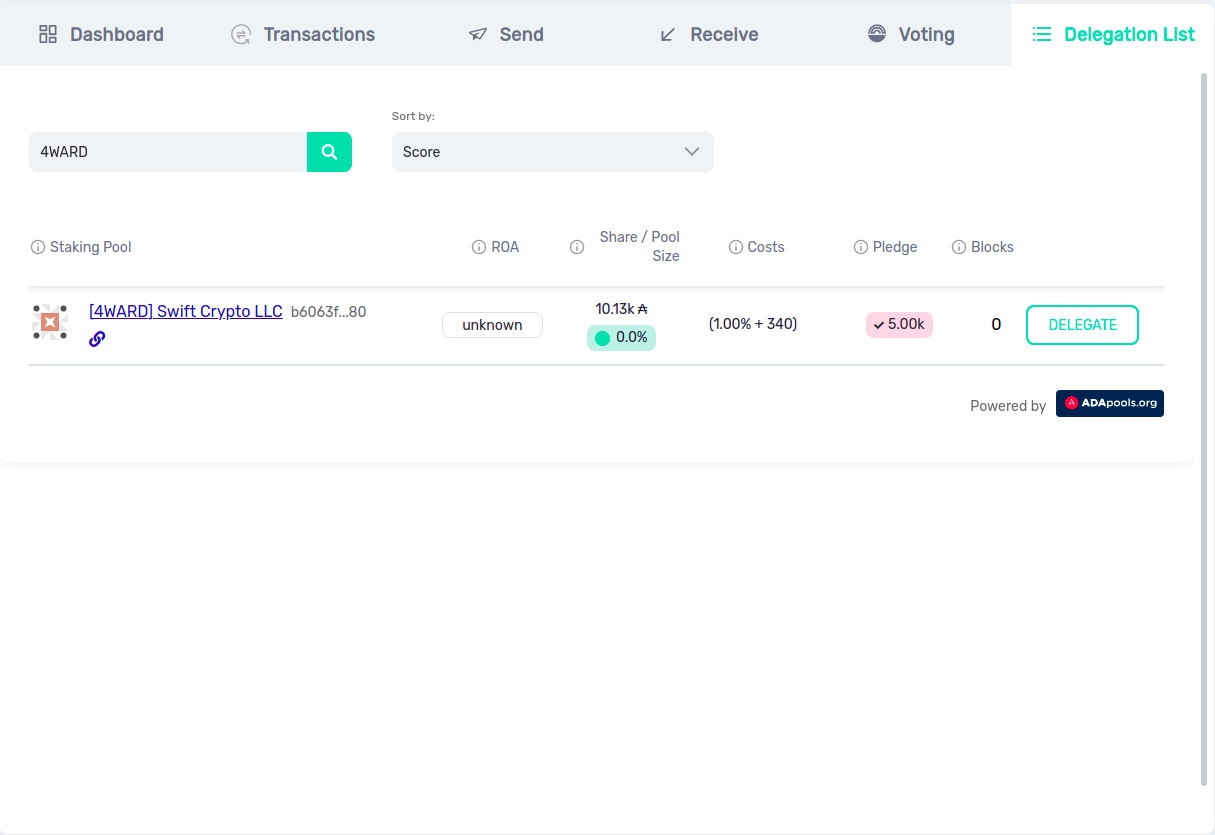 Dashboard
Transactions
Send
Receive
Voting
Delegation List
Sort by:
4WARD
Score
Staking Pool
ROA
Share / Pool
Size
Costs
Pledge
Blocks
[4WARD] Swift Crypto LLC b6063f...80
unknown
10.13k ₳
0.0%
(1.00% + 340)
5.00k
0
DELEGATE
Powered by
ADApools.org